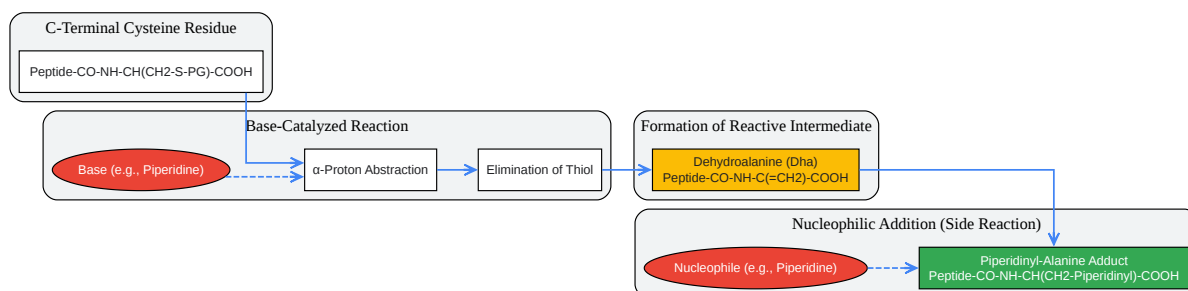 C-Terminal Cysteine Residue
Peptide-CO-NH-CH(CH2-S-PG)-COOH
Base-Catalyzed Reaction
Base (e.g., Piperidine)
α-Proton Abstraction
Elimination of Thiol
Formation of Reactive Intermediate
Dehydroalanine (Dha)
Peptide-CO-NH-C(=CH2)-COOH
Nucleophilic Addition (Side Reaction)
Nucleophile (e.g., Piperidine)
Piperidinyl-Alanine Adduct
Peptide-CO-NH-CH(CH2-Piperidinyl)-COOH